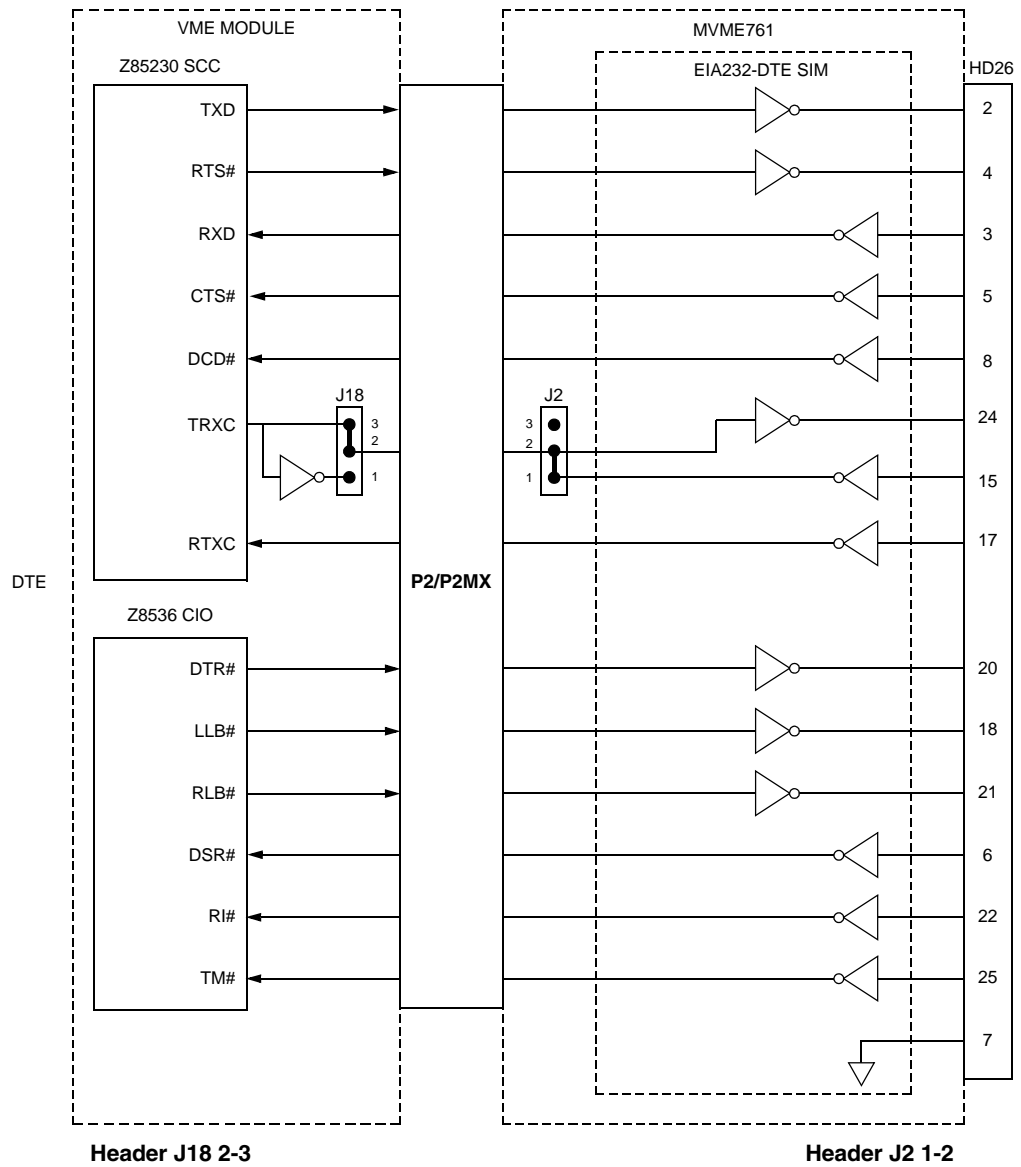 VME MODULE
MVME761
Z85230 SCC
EIA232-DTE SIM
HD26
TXD
2
RTS#
4
RXD
3
CTS#
5
DCD#
8
J18
J2
TRXC
3
3
24
2
2
1
1
15
RTXC
17
DTE
P2/P2MX
Z8536 CIO
DTR#
20
LLB#
18
RLB#
21
DSR#
6
RI#
22
TM#
25
7
Header J18 2-3
Header J2 1-2